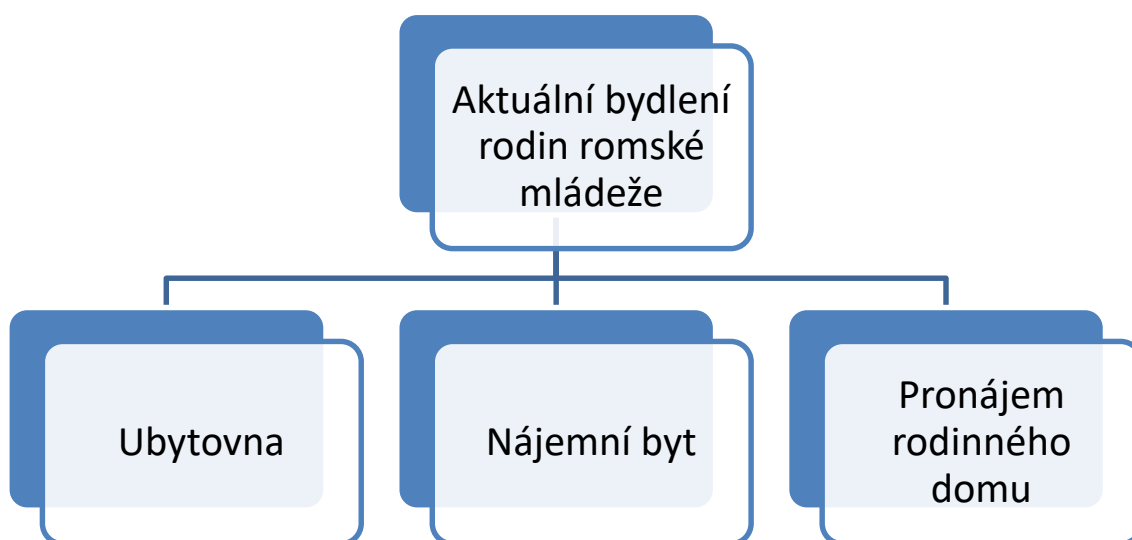 Aktuální bydlení
rodin romské
mládeže
Ubytovna
Nájemní byt
Pronájem
rodinného
domu